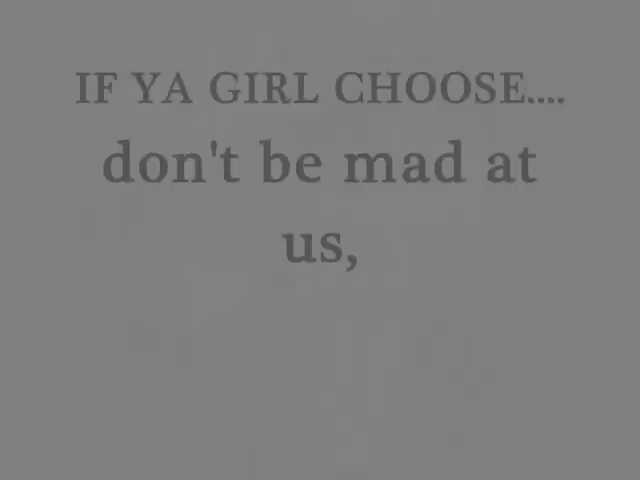 IF YA GIRL CHOOSE....
don't be mad at
us,